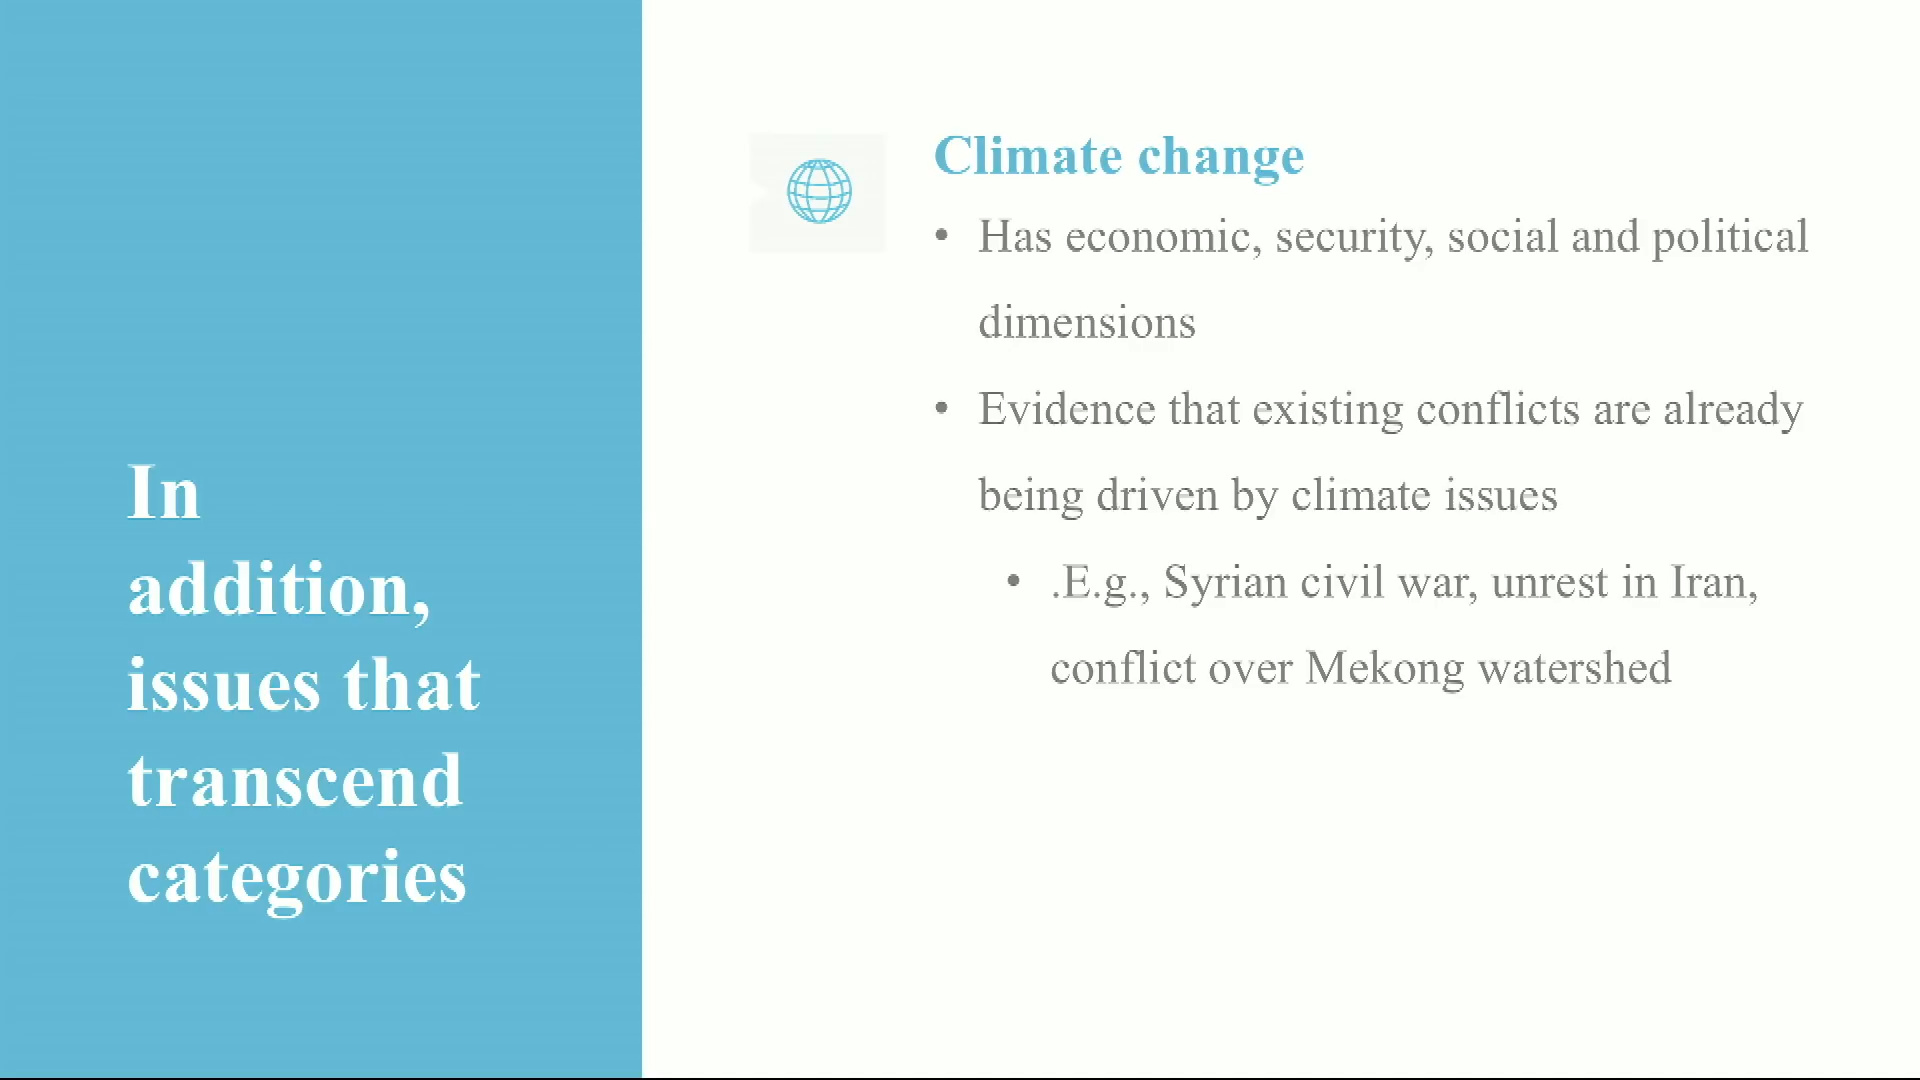 In
addition,
issues that
transcend
categories
Climate change
• Has economic, security, social and political
dimensions
• Evidence that existing conflicts are already
being driven by climate issues
• .E.g., Syrian civil war, unrest in Iran,
conflict over Mekong watershed